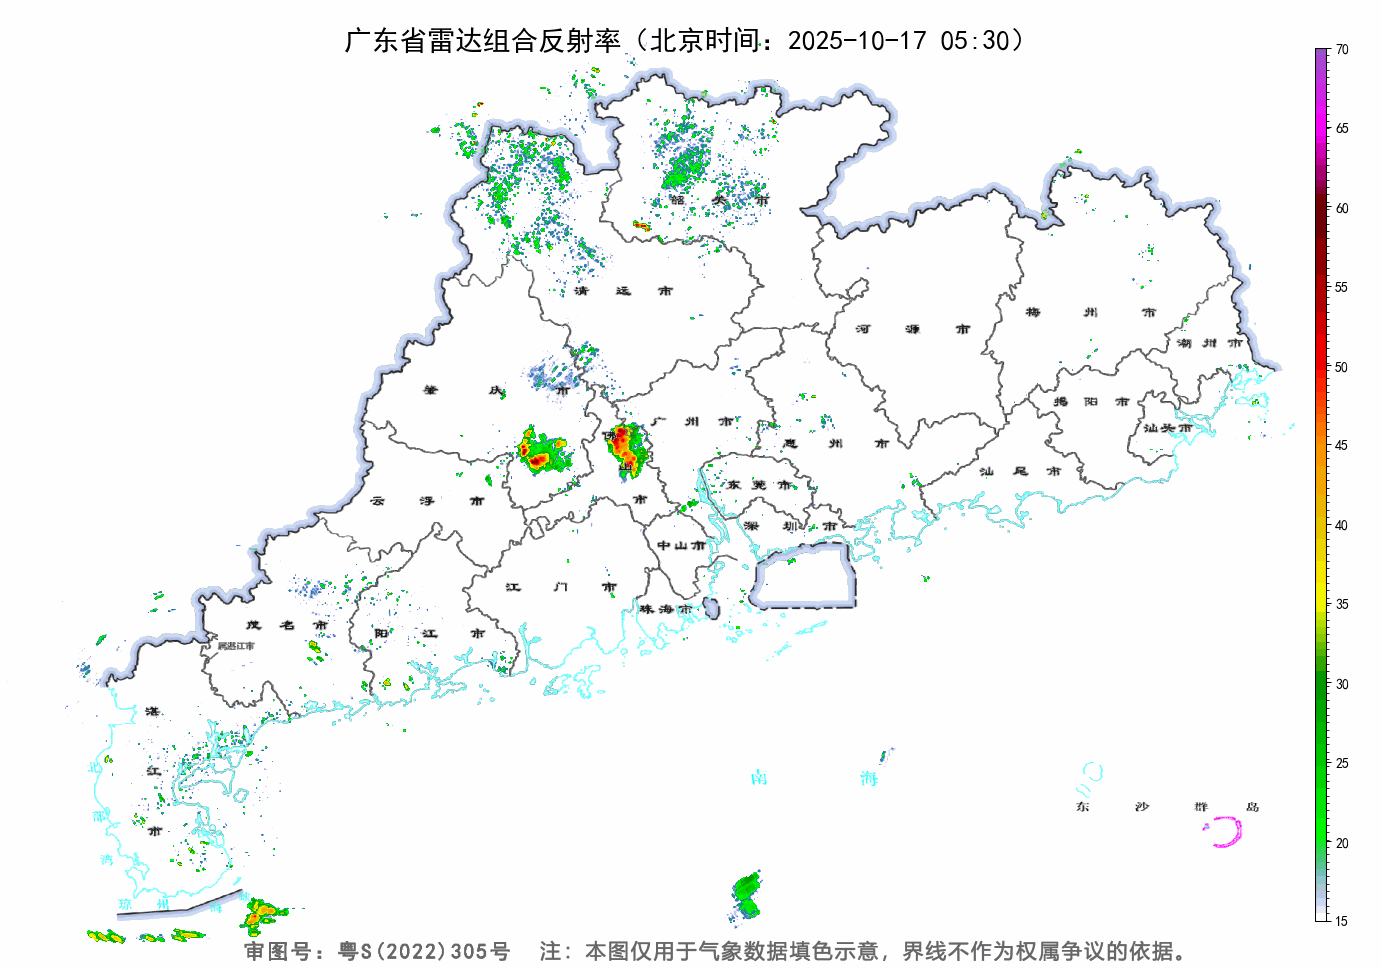 广东省雷达组合反射率（北京时间：2025-10-17 05:30）
70
65
60
55
50
45
40
35
30
25
20
15
韶关市
清远市
河源市
梅州市
潮州市
肇庆市
广州市
佛山市
惠州市
揭阳市
汕头市
汕尾市
云浮市
东莞市
深圳市
中山市
江门市
珠海市
茂名市
阳江市
属湛江市
湛江市
北部湾
琼州海峡
南海
东沙群岛
审图号：粤S(2022)305号 注：本图仅用于气象数据填色示意，界线不作为权属争议的依据。